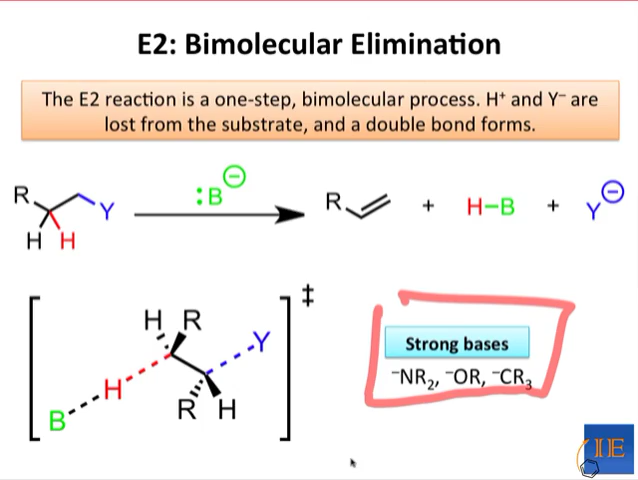 E2: Bimolecular Elimination
The E2 reaction is a one-step, bimolecular process. H⁺ and Y⁻ are
lost from the substrate, and a double bond forms.
R Y H H
:B ⊖
R + H–B + Y ⊖
‡
H R Y
H
B R H
Strong bases
⁻NR₂, ⁻OR, ⁻CR₃
IE